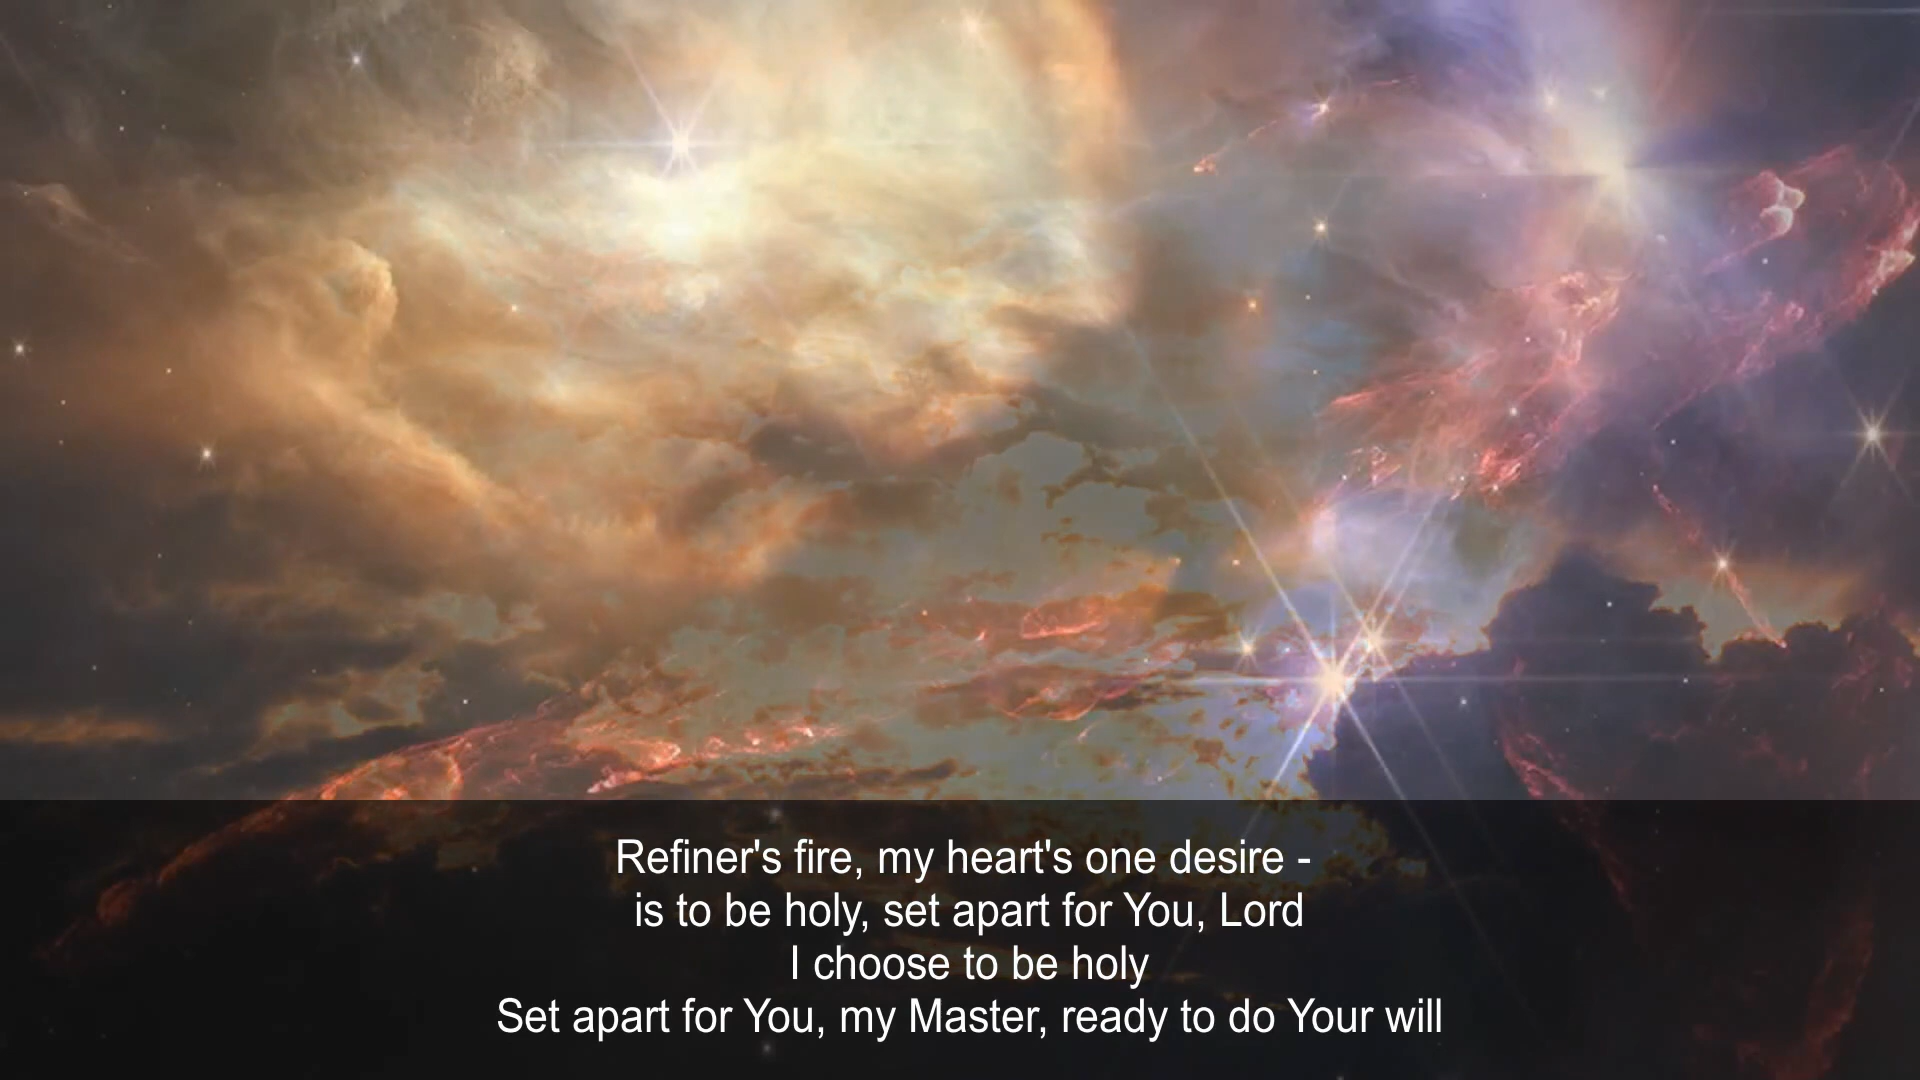 Refiner's fire, my heart's one desire -
is to be holy, set apart for You, Lord
I choose to be holy
Set apart for You, my Master, ready to do Your will